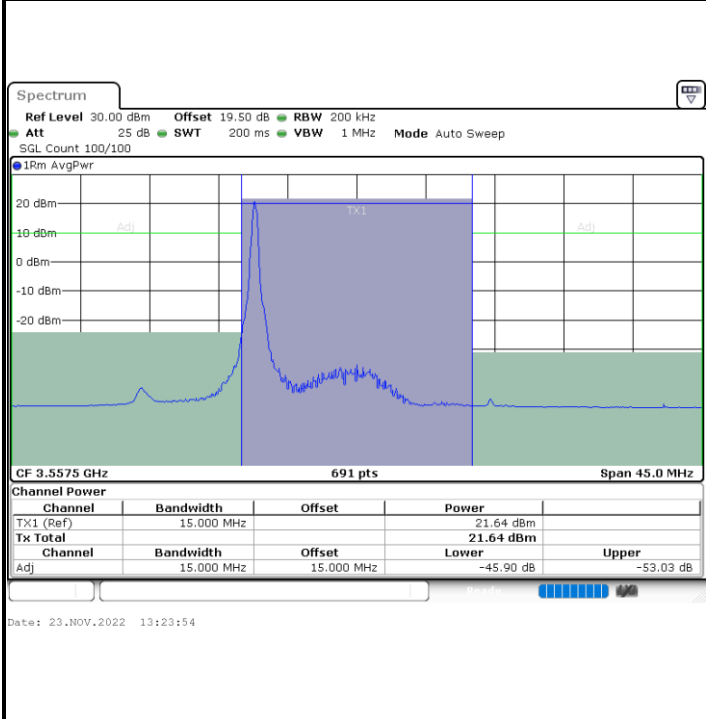 Spectrum
Ref Level 30.00 dBm Offset 19.50 dB RBW 200 kHz
Att 25 dB SWT 200 ms VBW 1 MHz Mode Auto Sweep
SGL Count 100/100
1Rm AvgPwr
20 dBm
TX1
Adj Adj
10 dBm
0 dBm
-10 dBm
-20 dBm
CF 3.5575 GHz 691 pts Span 45.0 MHz
Channel Power
Channel Bandwidth Offset Power
TX1 (Ref) 15.000 MHz 21.64 dBm
Tx Total 21.64 dBm
Channel Bandwidth Offset Lower Upper
Adj 15.000 MHz 15.000 MHz -45.90 dB -53.03 dB
Ready
Date: 23.NOV.2022 13:23:54